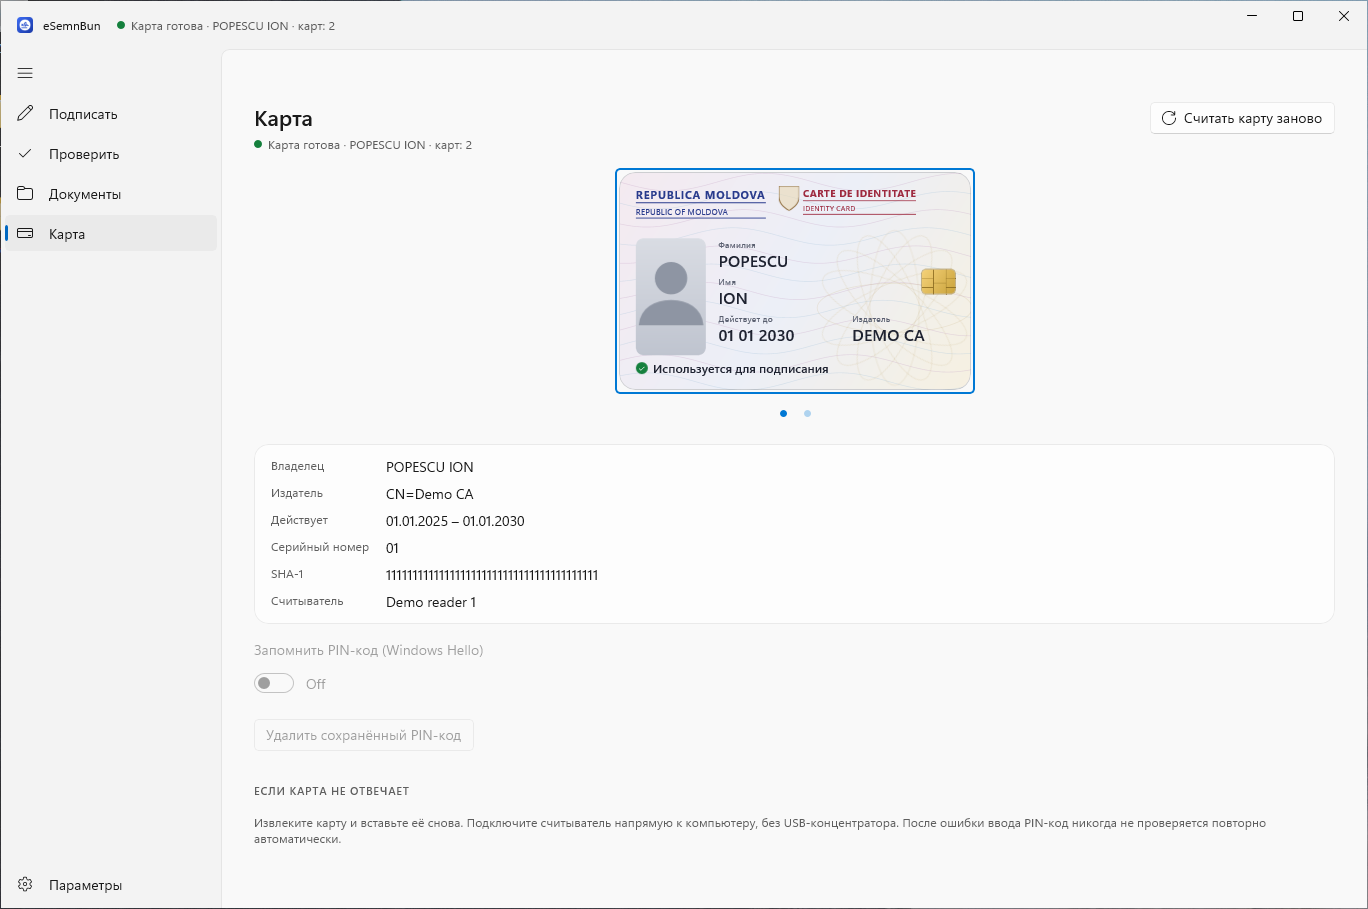 eSemnBun
Карта готова · POPESCU ION · карт: 2
Подписать
Проверить
Документы
Карта
Параметры
Карта
Карта готова · POPESCU ION · карт: 2
Считать карту заново
REPUBLICA MOLDOVA
REPUBLIC OF MOLDOVA
CARTE DE IDENTITATE
IDENTITY CARD
Фамилия
POPESCU
Имя
ION
Действует до
01 01 2030
Издатель
DEMO CA
Используется для подписания
Владелец POPESCU ION
Издатель CN=Demo CA
Действует 01.01.2025 – 01.01.2030
Серийный номер 01
SHA-1 1111111111111111111111111111111111111111
Считыватель Demo reader 1
Запомнить PIN-код (Windows Hello)
Off
Удалить сохранённый PIN-код
ЕСЛИ КАРТА НЕ ОТВЕЧАЕТ
Извлеките карту и вставьте её снова. Подключите считыватель напрямую к компьютеру, без USB-концентратора. После ошибки ввода PIN-код никогда не проверяется повторно
автоматически.